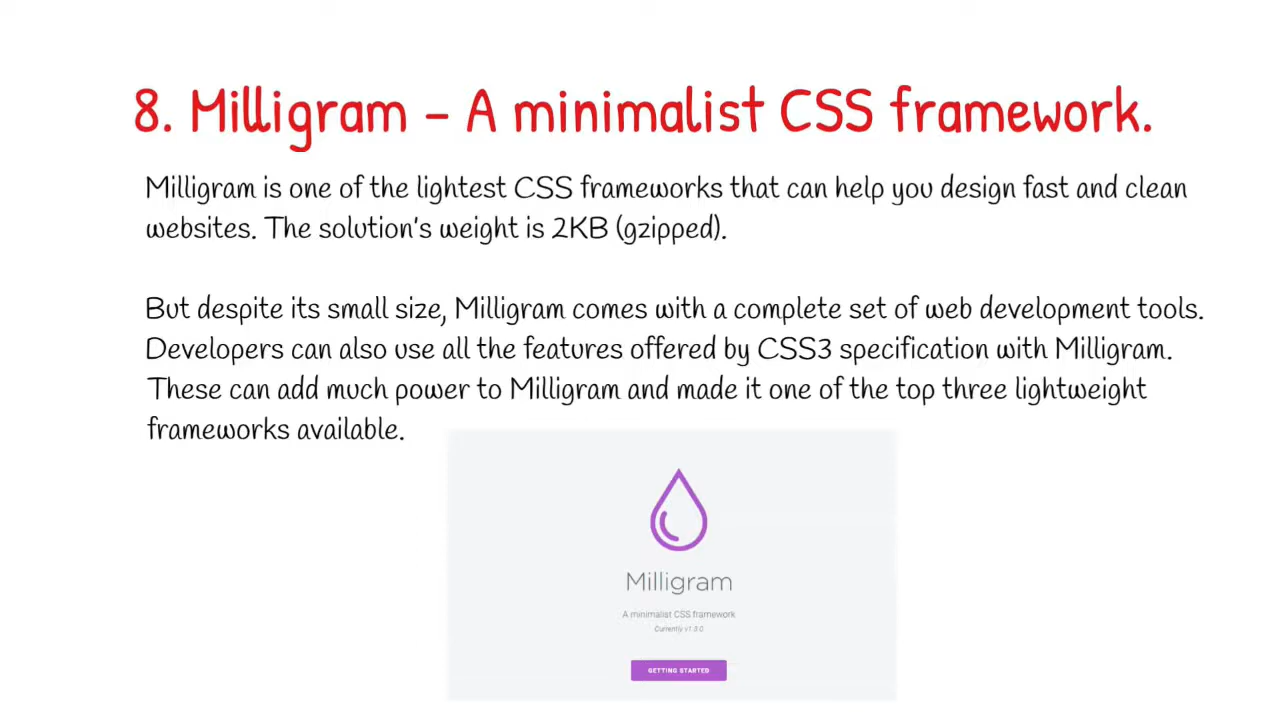 8. Milligram - A minimalist CSS framework.
Milligram is one of the lightest CSS frameworks that can help you design fast and clean
websites. The solution's weight is 2KB (gzipped).
But despite its small size, Milligram comes with a complete set of web development tools.
Developers can also use all the features offered by CSS3 specification with Milligram.
These can add much power to Milligram and made it one of the top three lightweight
frameworks available.
Milligram
A minimalist CSS framework
Currently v1.3.0
GETTING STARTED